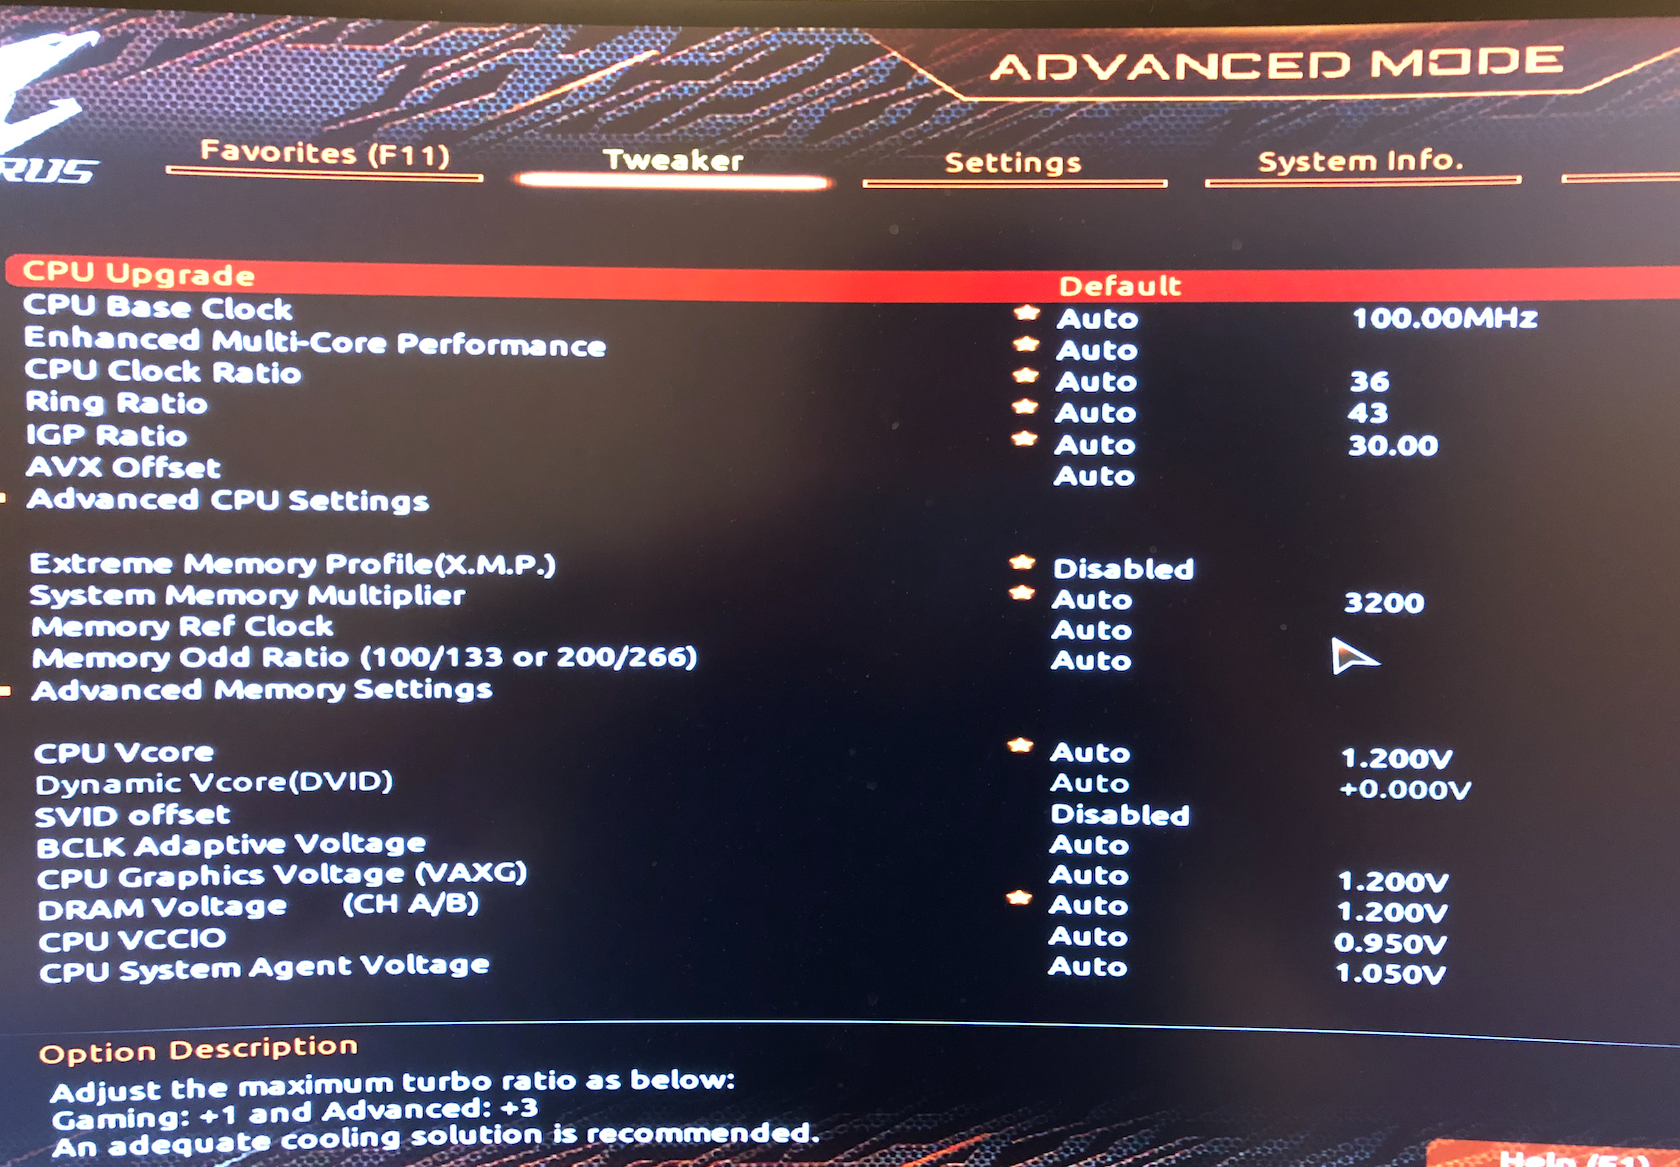 ADVANCED MODE
RUS
Favorites (F11) Tweaker Settings System Info.
CPU Upgrade Default
CPU Base Clock Auto 100.00MHz
Enhanced Multi-Core Performance Auto
CPU Clock Ratio Auto 36
Ring Ratio Auto 43
IGP Ratio Auto 30.00
AVX Offset Auto
Advanced CPU Settings
Extreme Memory Profile(X.M.P.) Disabled
System Memory Multiplier Auto 3200
Memory Ref Clock Auto
Memory Odd Ratio (100/133 or 200/266) Auto
Advanced Memory Settings
CPU Vcore Auto 1.200V
Dynamic Vcore(DVID) Auto +0.000V
SVID offset Disabled
BCLK Adaptive Voltage Auto
CPU Graphics Voltage (VAXG) Auto 1.200V
DRAM Voltage (CH A/B) Auto 1.200V
CPU VCCIO Auto 0.950V
CPU System Agent Voltage Auto 1.050V
Option Description
Adjust the maximum turbo ratio as below:
Gaming: +1 and Advanced: +3
An adequate cooling solution is recommended.
Help (F1)